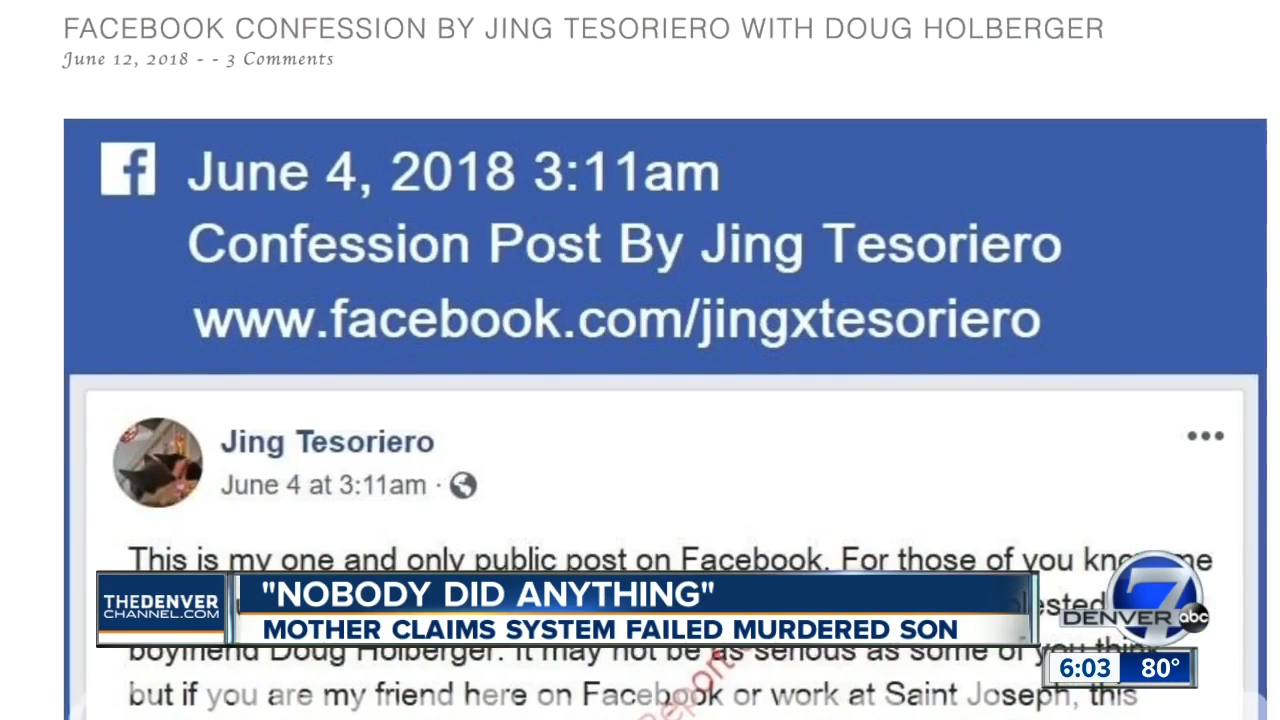 FACEBOOK CONFESSION BY JING TESORIERO WITH DOUG HOLBERGER
June 12, 2018 - - 3 Comments
f June 4, 2018 3:11am
Confession Post By Jing Tesoriero
www.facebook.com/jingxtesoriero
Jing Tesoriero
June 4 at 3:11am ·
This is my one and only public post on Facebook. For those of you me
THEDENVER
CHANNEL.COM
"NOBODY DID ANYTHING"
MOTHER CLAIMS SYSTEM FAILED MURDERED SON
7
DENVER abc
boyfriend Doug Holberger. It may not be as serious as some of you think
but if you are my friend here on Facebook or work at Saint Joseph, this
6:03 80°